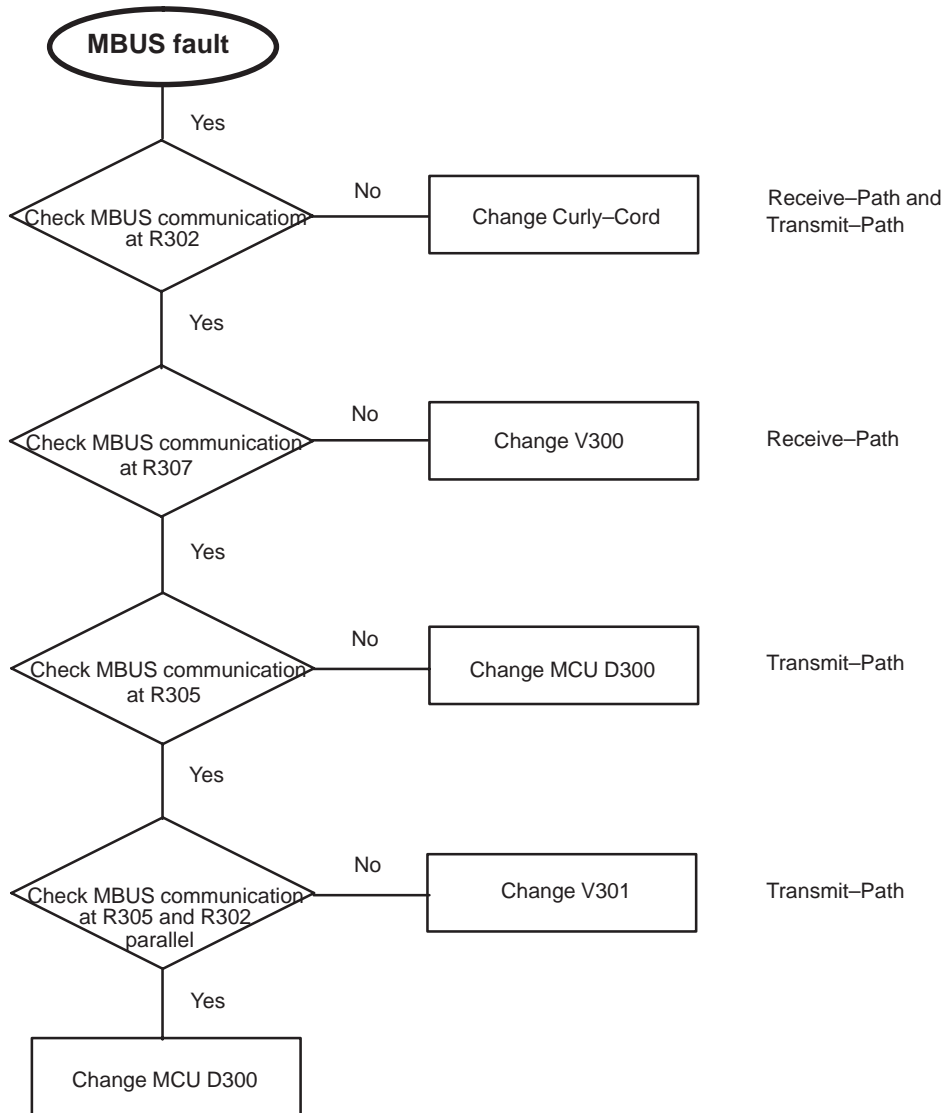 MBUS fault
Yes
Check MBUS communication
at R302
No
Change Curly–Cord
Receive–Path and
Transmit–Path
Yes
Check MBUS communication
at R307
No
Change V300
Receive–Path
Yes
Check MBUS communication
at R305
No
Change MCU D300
Transmit–Path
Yes
Check MBUS communication
at R305 and R302
parallel
No
Change V301
Transmit–Path
Yes
Change MCU D300